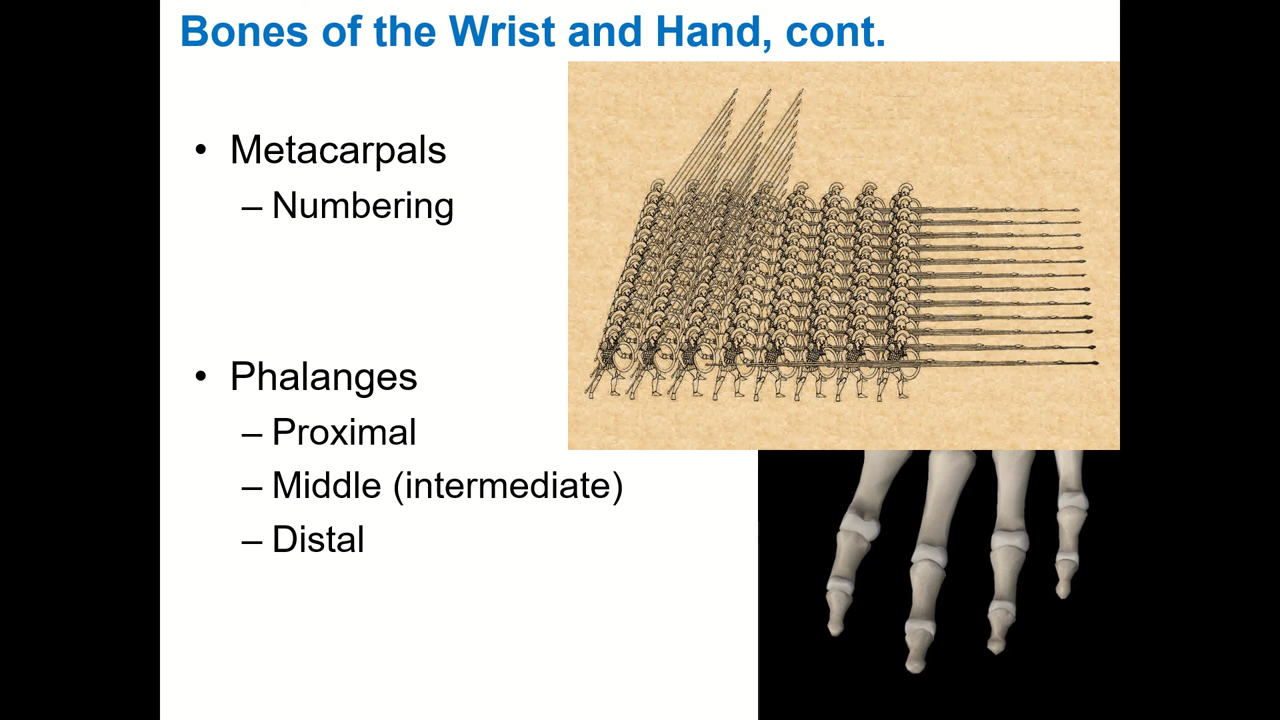 Bones of the Wrist and Hand, cont.
• Metacarpals
– Numbering
• Phalanges
– Proximal
– Middle (intermediate)
– Distal